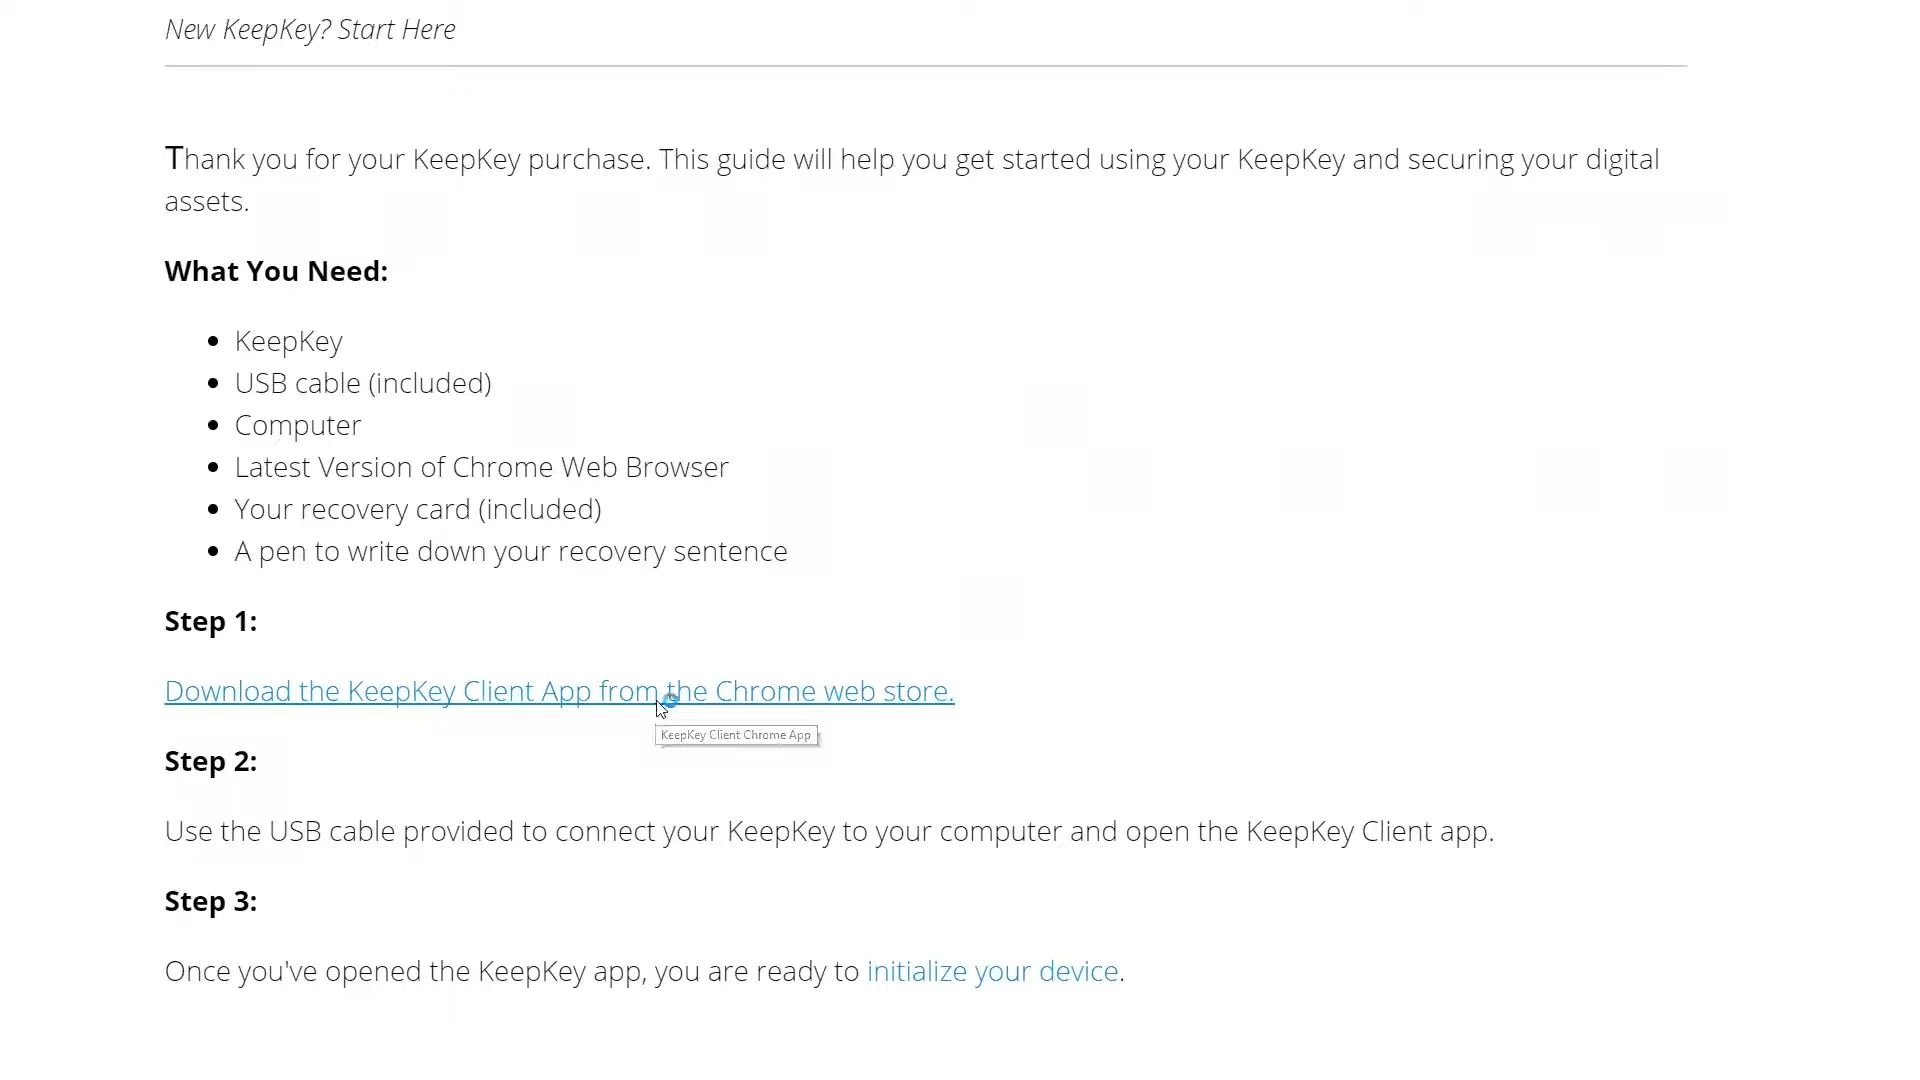 New KeepKey? Start Here
Thank you for your KeepKey purchase. This guide will help you get started using your KeepKey and securing your digital
assets.
What You Need:
KeepKey
USB cable (included)
Computer
Latest Version of Chrome Web Browser
Your recovery card (included)
A pen to write down your recovery sentence
Step 1:
Download the KeepKey Client App from the Chrome web store.
KeepKey Client Chrome App
Step 2:
Use the USB cable provided to connect your KeepKey to your computer and open the KeepKey Client app.
Step 3:
Once you've opened the KeepKey app, you are ready to initialize your device.